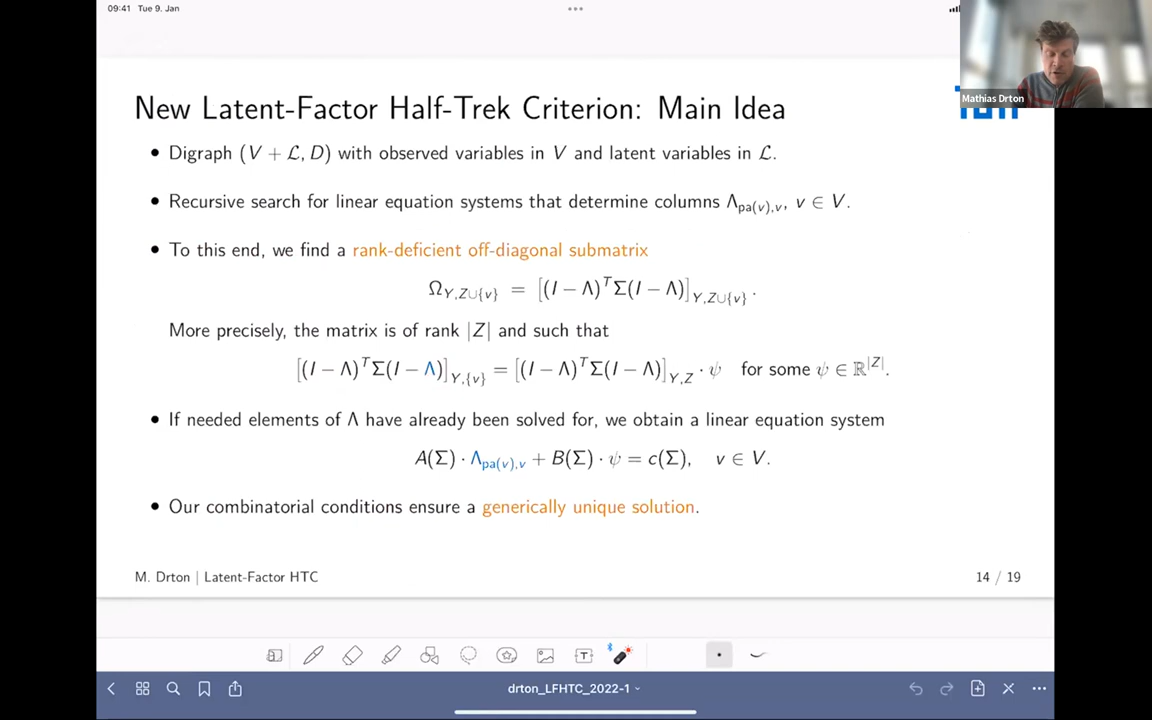 09:41 Tue 9. Jan
Mathias Drton
New Latent-Factor Half-Trek Criterion: Main Idea
• Digraph (V + ℒ, D) with observed variables in V and latent variables in ℒ.
• Recursive search for linear equation systems that determine columns Λ_{pa(v),v}, v ∈ V.
• To this end, we find a rank-deficient off-diagonal submatrix
Ω_{Y,Z∪{v}} = [(I − Λ)^T Σ(I − Λ)]_{Y,Z∪{v}}.
More precisely, the matrix is of rank |Z| and such that
[(I − Λ)^T Σ(I − Λ)]_{Y,{v}} = [(I − Λ)^T Σ(I − Λ)]_{Y,Z} · ψ for some ψ ∈ ℝ^{|Z|}.
• If needed elements of Λ have already been solved for, we obtain a linear equation system
A(Σ) · Λ_{pa(v),v} + B(Σ) · ψ = c(Σ), v ∈ V.
• Our combinatorial conditions ensure a generically unique solution.
M. Drton | Latent-Factor HTC 14 / 19
T
drton_LFHTC_2022-1